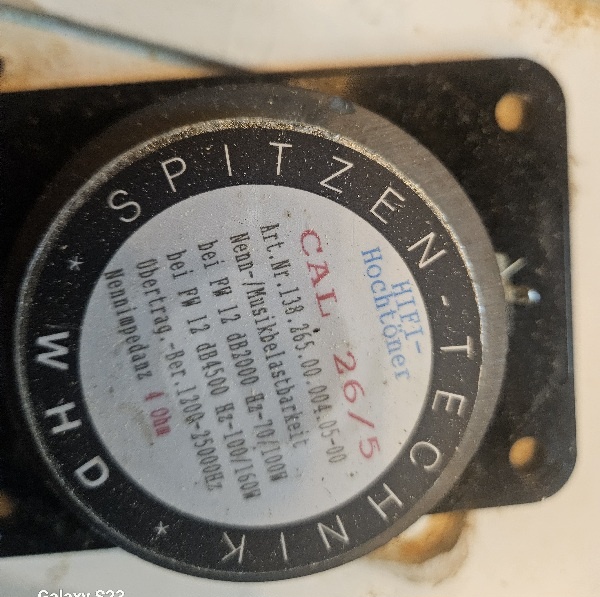 SPITZEN-TECHNIK
* WHD *
HIFI-
Hochtöner
CAL 26/5
Art.Nr.138.265.00.004.05-00
Nenn-/Musikbelastbarkeit
bei FW 12 dB2000 Hz-70/100W
bei FW 12 dB4500 Hz-100/160W
Obertrag.-Ber.1200-25000Hz
Nennimpedanz 4 Ohm
Galaxy S22